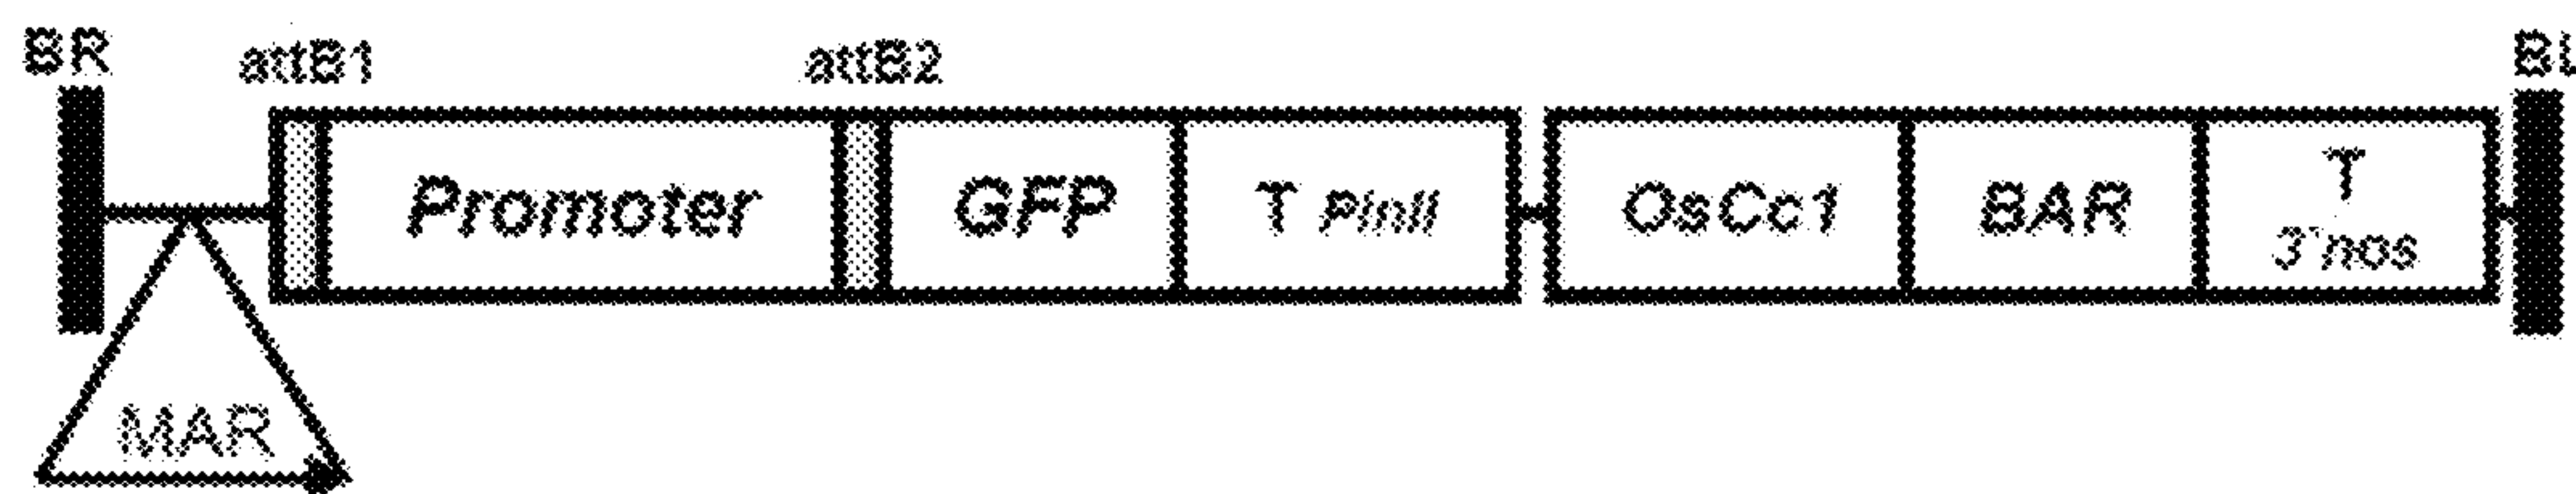 BR attB1 attB2 BL
Promoter GFP T PinII OsCc1 BAR T
3'nos
MAR